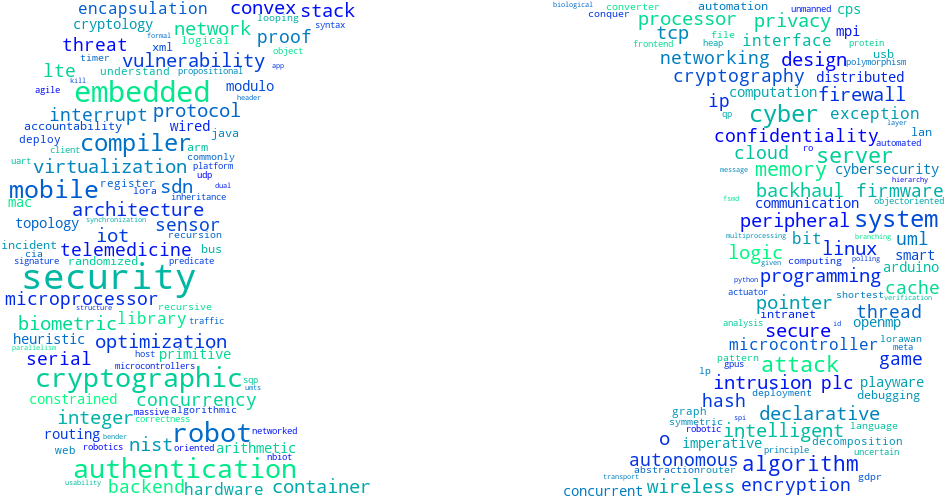 encapsulation convex stack
cryptology looping
network syntax
formal logical proof
threat xml object
timer vulnerability app
lte understand propositional
kill
agile embedded modulo
header
interrupt protocol
accountability wired java
deploy compiler
client arm
uart virtualization commonly
platform
udp
mobile register lora sdn dual
inheritance
mac architecture
topology synchronization sensor
iot recursion
incident telemedicine bus
cia
signature randomized predicate
security
microprocessor
structure recursive
biometric library traffic
heuristic optimization
parallelism host primitive
serial microcontrollers
cryptographic sqp
umts
constrained concurrency
massive algorithmic
integer correctness
routing bender robot networked
web robotics nist oriented arithmetic
nbiot
authentication
usability backend hardware container
biological converter automation unmanned cps
conquer processor privacy
tcp file mpi
frontend heap interface protein
networking design usb
polymorphism
cryptography distributed
computation firewall
ip
qp cyber exception
layer
confidentiality lan
automated
cloud ro server
message memory cybersecurity
hierarchy
backhaul firmware
fsmd communication objectoriented
peripheral system
multiprocessing bit branching uml
logic linux smart
given computing polling arduino
python programming
actuator cache
shortest verification
pointer thread
intranet
analysis secure id openmp
microcontroller lorawan
meta
pattern attack game
gpus
lp intrusion plc playware
deployment debugging
hash
graph declarative
symmetric spi
robotic intelligent language
o imperative decomposition
principle uncertain
autonomous algorithm
abstractionrouter
transport encryption gdpr
concurrent wireless